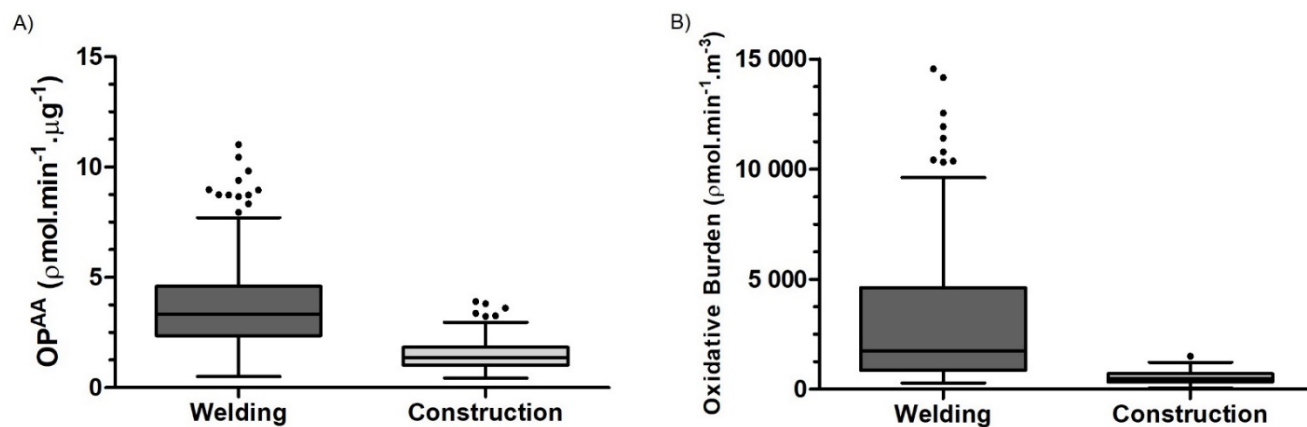 A)
OP^AA (ρmol.min⁻¹.µg⁻¹)
15
10
5
0
Welding
Construction
B)
Oxidative Burden (ρmol.min⁻¹.m⁻³)
15 000
10 000
5 000
0
Welding
Construction